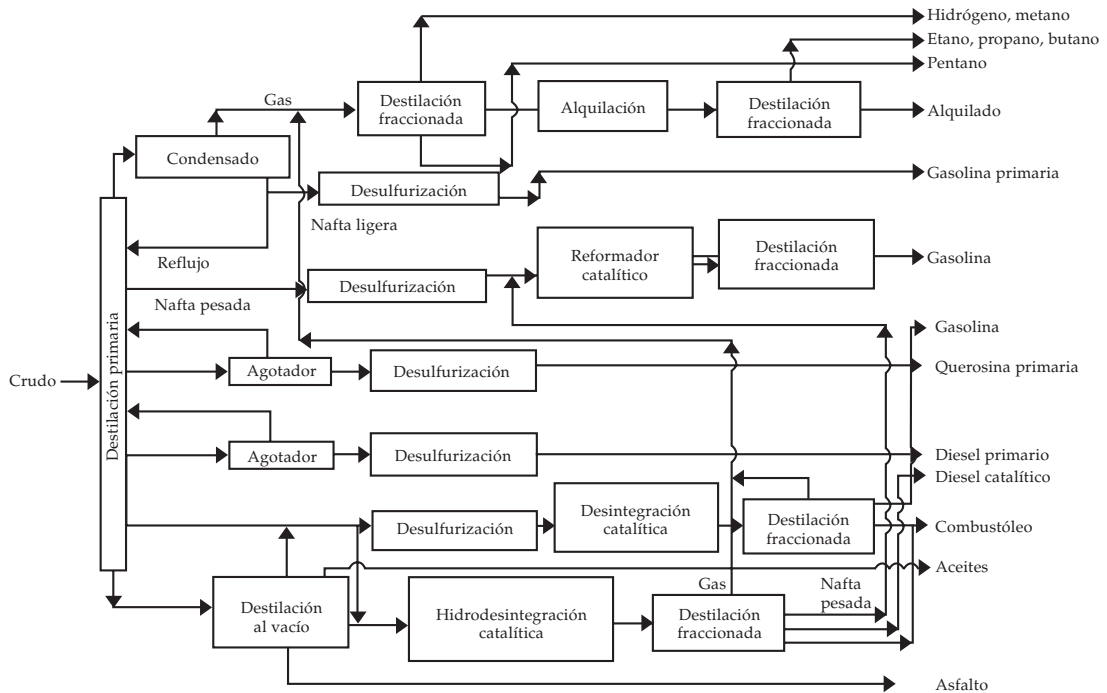 Hidrógeno, metano
Etano, propano, butano
Pentano
Gas
Destilación
fraccionada
Alquilación
Destilación
fraccionada
Alquilado
Condensado
Desulfurización
Gasolina primaria
Nafta ligera
Reflujo
Reformador
catalítico
Destilación
fraccionada
Gasolina
Desulfurización
Nafta pesada
Gasolina
Crudo
Destilación primaria
Agotador
Desulfurización
Querosina primaria
Agotador
Desulfurización
Diesel primario
Diesel catalítico
Desulfurización
Desintegración
catalítica
Destilación
fraccionada
Combustóleo
Aceites
Gas
Nafta
pesada
Destilación
al vacío
Hidrodesintegración
catalítica
Destilación
fraccionada
Asfalto